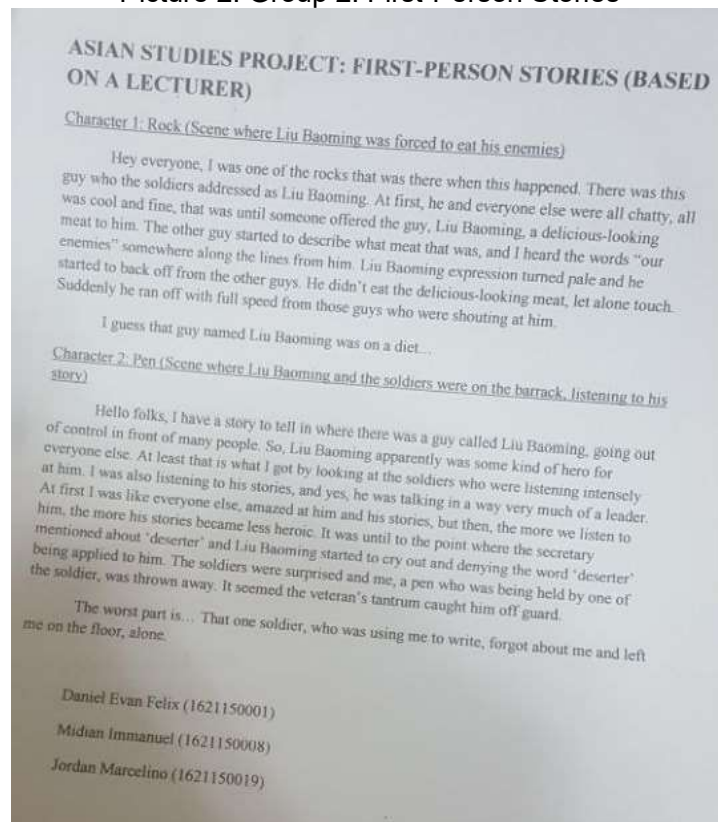 Picture 2. Group 2: First Person Stories
ASIAN STUDIES PROJECT: FIRST-PERSON STORIES (BASED
ON A LECTURER)
Character 1: Rock (Scene where Liu Baoming was forced to eat his enemies)
Hey everyone, I was one of the rocks that was there when this happened. There was this
guy who the soldiers addressed as Liu Baoming. At first, he and everyone else were all chatty, all
was cool and fine, that was until someone offered the guy, Liu Baoming, a delicious-looking
meat to him. The other guy started to describe what meat that was, and I heard the words “our
enemies” somewhere along the lines from him. Liu Baoming expression turned pale and he
started to back off from the other guys. He didn’t eat the delicious-looking meat, let alone touch.
Suddenly he ran off with full speed from those guys who were shouting at him.
I guess that guy named Liu Baoming was on a diet...
Character 2: Pen (Scene where Liu Baoming and the soldiers were on the barrack, listening to his
story)
Hello folks, I have a story to tell in where there was a guy called Liu Baoming, going out
of control in front of many people. So, Liu Baoming apparently was some kind of hero for
everyone else. At least that is what I got by looking at the soldiers who were listening intensely
at him. I was also listening to his stories, and yes, he was talking in a way very much of a leader.
At first I was like everyone else, amazed at him and his stories, but then, the more we listen to
him, the more his stories became less heroic. It was until to the point where the secretary
mentioned about ‘deserter’ and Liu Baoming started to cry out and denying the word ‘deserter’
being applied to him. The soldiers were surprised and me, a pen who was being held by one of
the soldier, was thrown away. It seemed the veteran’s tantrum caught him off guard.
The worst part is... That one soldier, who was using me to write, forgot about me and left
me on the floor, alone.
Daniel Evan Felix (1621150001)
Midian Immanuel (1621150008)
Jordan Marcelino (1621150019)